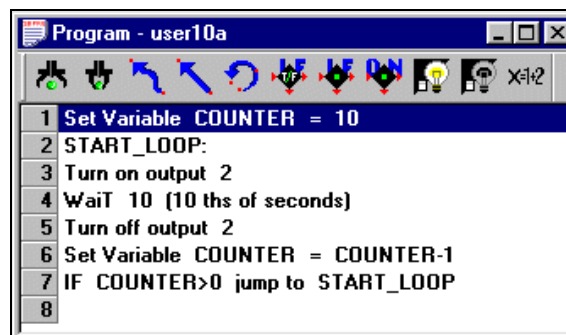 Program - user10a
T/F
IF
ON
x=1+2
1 Set Variable COUNTER = 10
2 START_LOOP:
3 Turn on output 2
4 WaiT 10 (10 ths of seconds)
5 Turn off output 2
6 Set Variable COUNTER = COUNTER-1
7 IF COUNTER>0 jump to START_LOOP
8